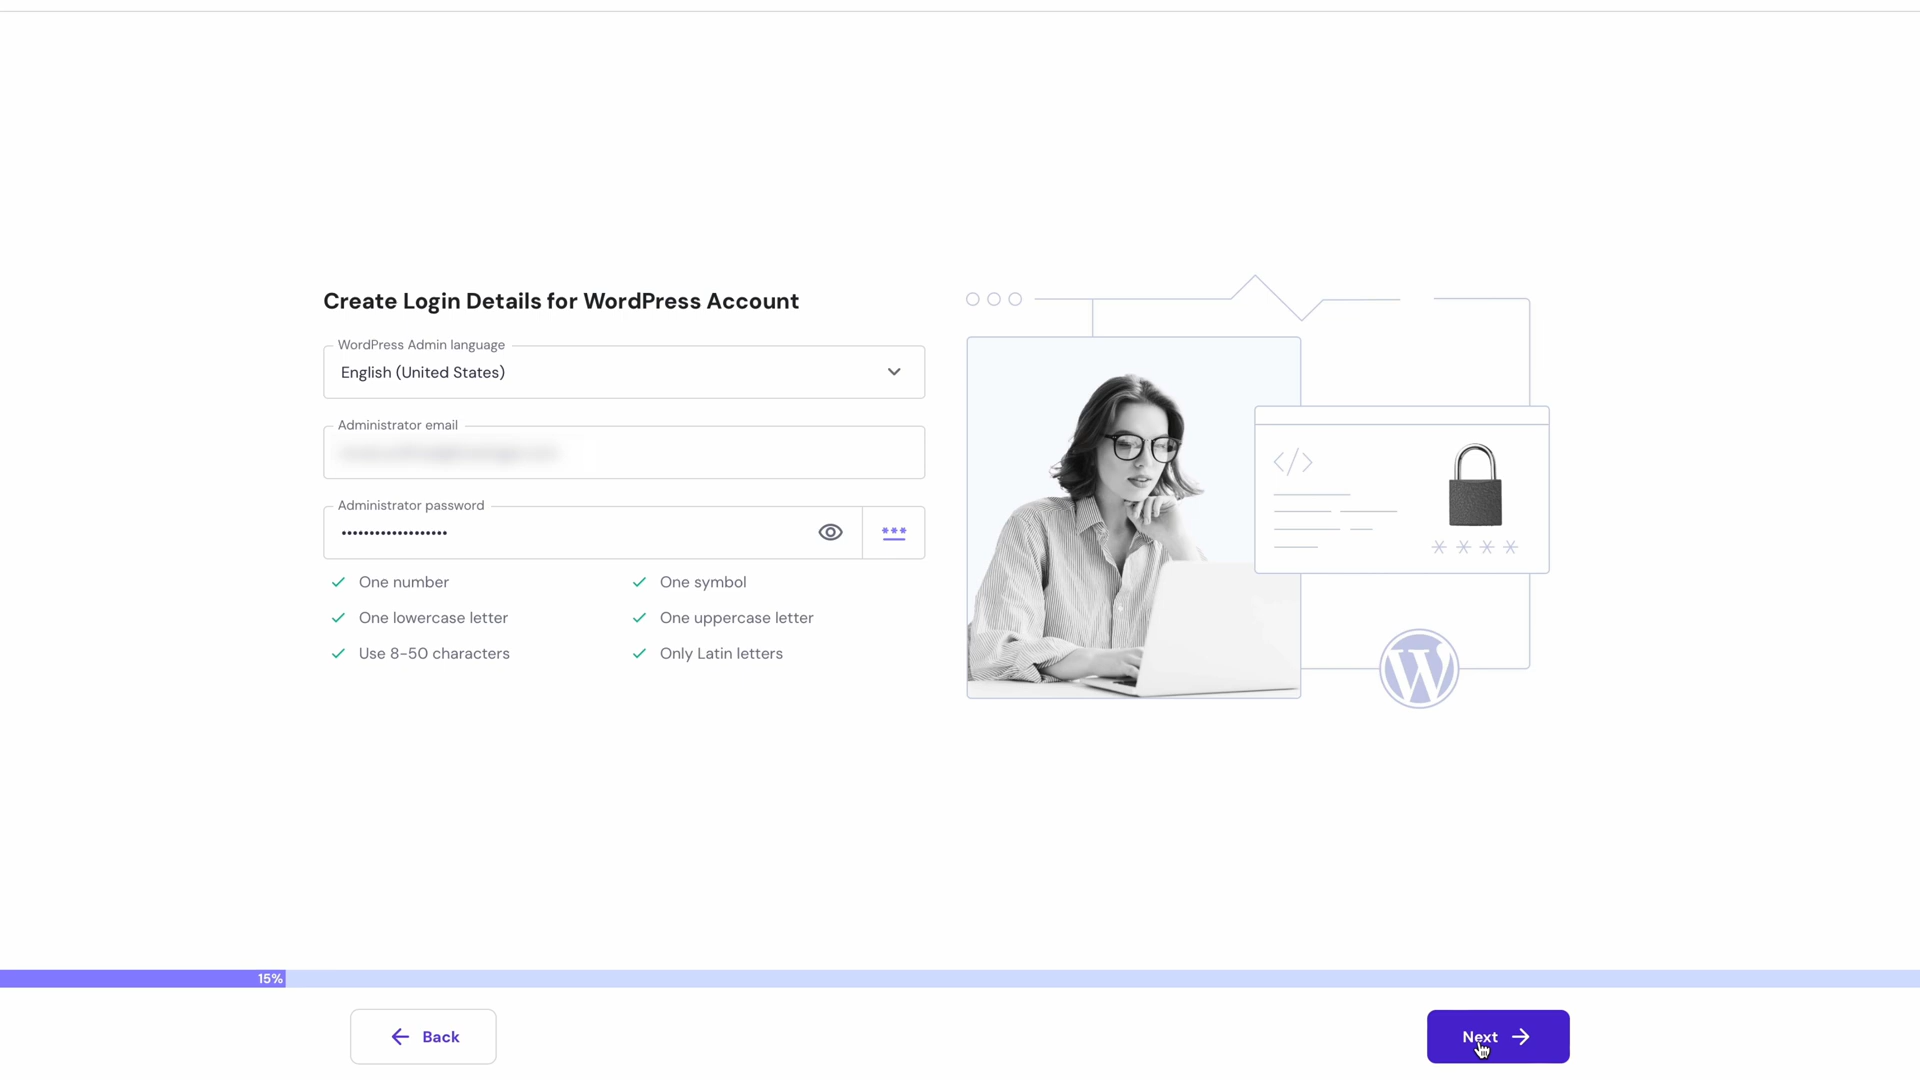 Create Login Details for WordPress Account
WordPress Admin language
English (United States)
Administrator email
Administrator password
•••••••••••••••••••
***
One number
One symbol
One lowercase letter
One uppercase letter
Use 8-50 characters
Only Latin letters
</>
* * * *
W
15%
Back
Next